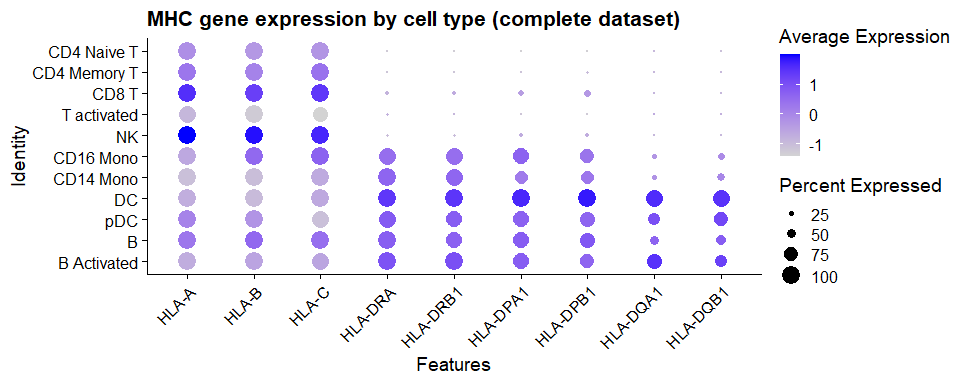 MHC gene expression by cell type (complete dataset)
Identity
CD4 Naive T
CD4 Memory T
CD8 T
T activated
NK
CD16 Mono
CD14 Mono
DC
pDC
B
B Activated
HLA-A
HLA-B
HLA-C
HLA-DRA
HLA-DRB1
HLA-DPA1
HLA-DPB1
HLA-DQA1
HLA-DQB1
Features
Average Expression
1
0
-1
Percent Expressed
25
50
75
100